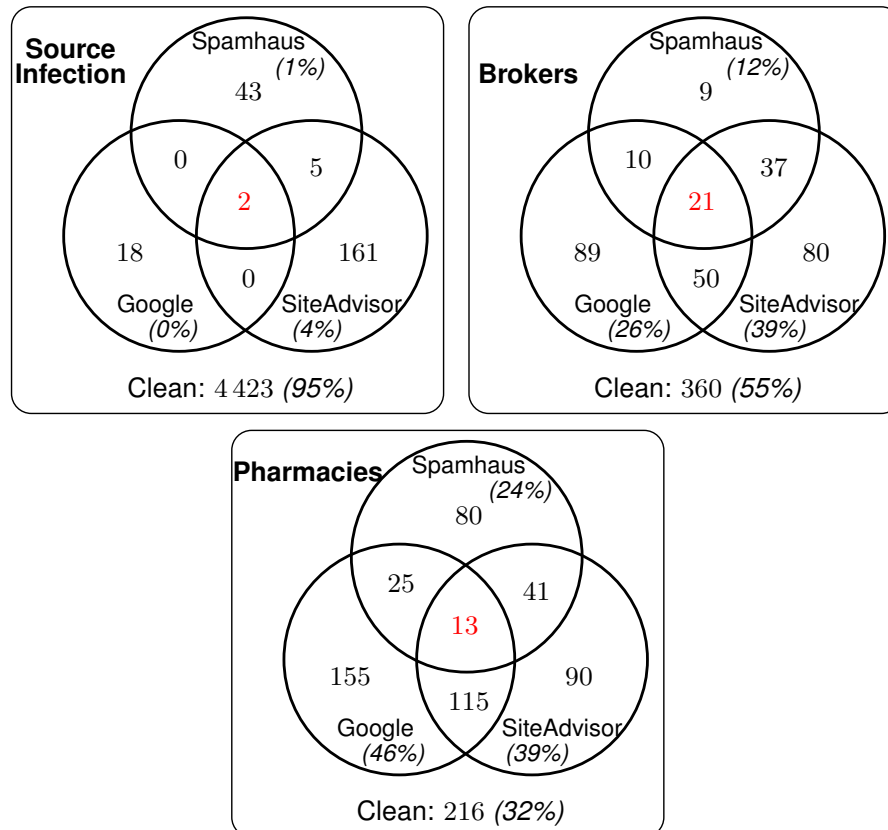 Source
Infection
Spamhaus
(1%)
43
0
5
2
18
0
161
Google
(0%)
SiteAdvisor
(4%)
Clean: 4 423 (95%)
Brokers
Spamhaus
(12%)
9
10
37
21
89
50
80
Google
(26%)
SiteAdvisor
(39%)
Clean: 360 (55%)
Pharmacies
Spamhaus
(24%)
80
25
41
13
155
115
90
Google
(46%)
SiteAdvisor
(39%)
Clean: 216 (32%)